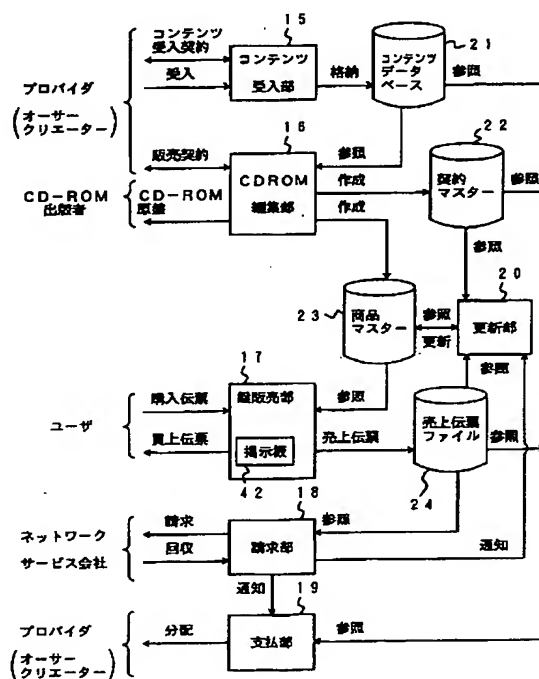 コンテンツ
受入契約
受入
プロバイダ
(オーサー
クリエーター)
15
コンテンツ
受入部
格納
21
コンテンツ
データ
ベース
参照
16
販売契約
CD-ROM
出版者
CD-ROM
原盤
CDROM
編集部
参照
作成
作成
22
契約
マスター
参照
参照
20
更新部
23
商品
マスター
参照
更新
参照
17
購入伝票
ユーザ
買上伝票
鍵販売部
掲示板
42
参照
売上伝票
売上伝票
ファイル
参照
24
18
請求
ネットワーク
サービス会社
回収
請求部
参照
通知
通知
19
プロバイダ
(オーサー
クリエーター)
分配
支払部
参照